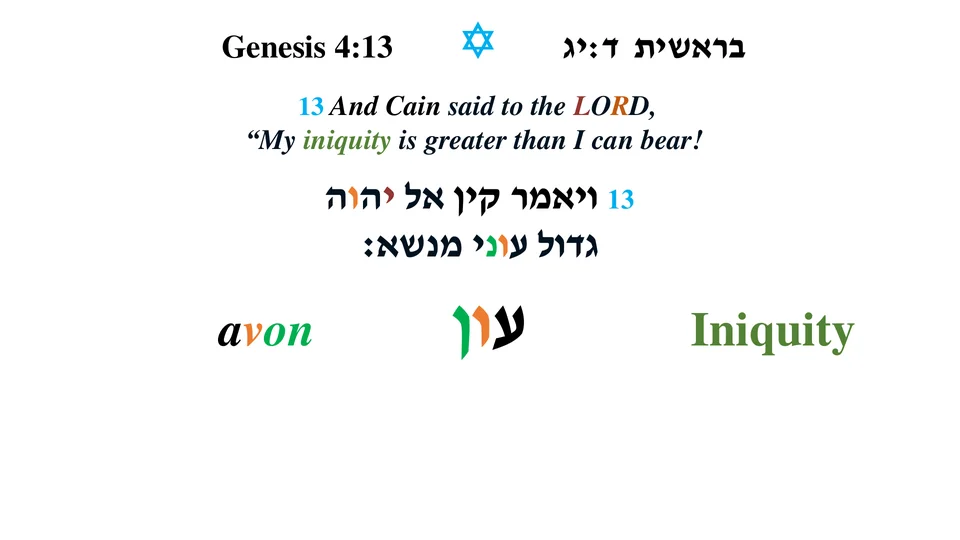 Genesis 4:13 ✡ בראשית ד:יג
13 And Cain said to the LORD,
“My iniquity is greater than I can bear!
13 ויאמר קין אל יהוה
גדול עוני מנשא:
avon עון Iniquity